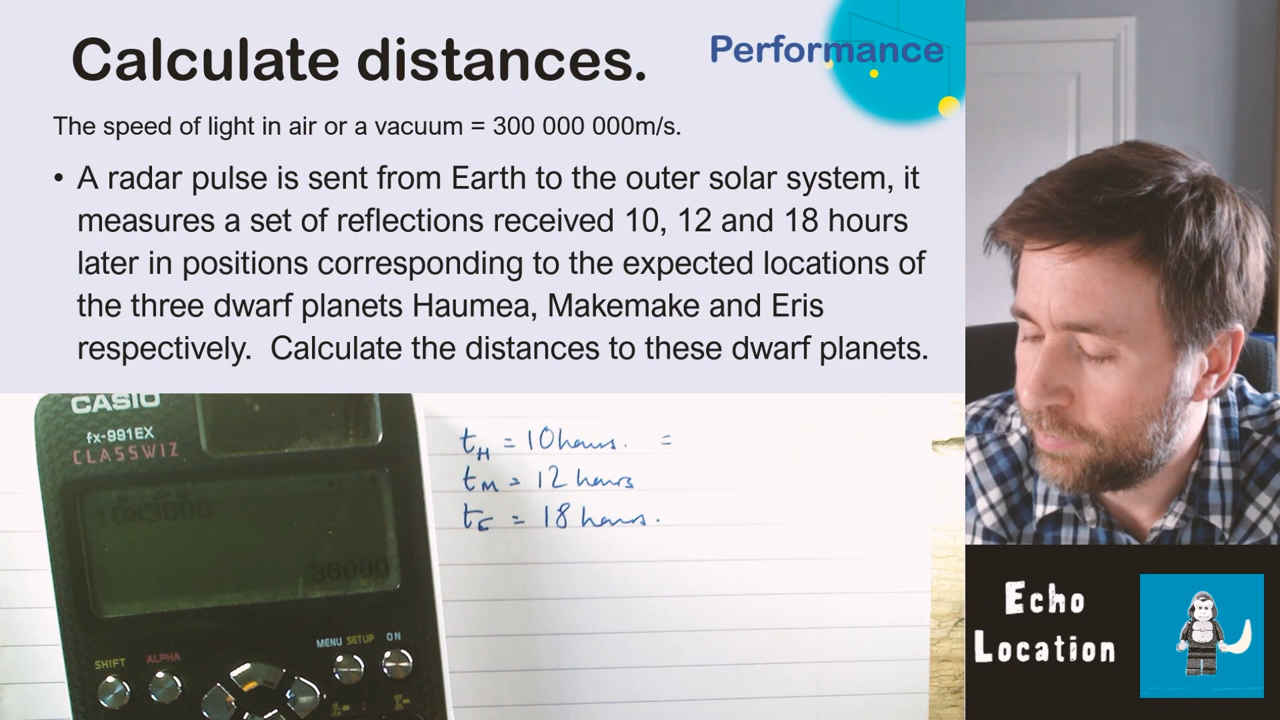 Calculate distances.
Performance
The speed of light in air or a vacuum = 300 000 000m/s.
• A radar pulse is sent from Earth to the outer solar system, it
measures a set of reflections received 10, 12 and 18 hours
later in positions corresponding to the expected locations of
the three dwarf planets Haumea, Makemake and Eris
respectively.  Calculate the distances to these dwarf planets.
CASIO
fx-991EX
CLASSWIZ
10×3600
36000
MENU SETUP ON
SHIFT ALPHA
tH = 10 hours. =
tM = 12 hours
tE = 18 hours.
Echo
Location